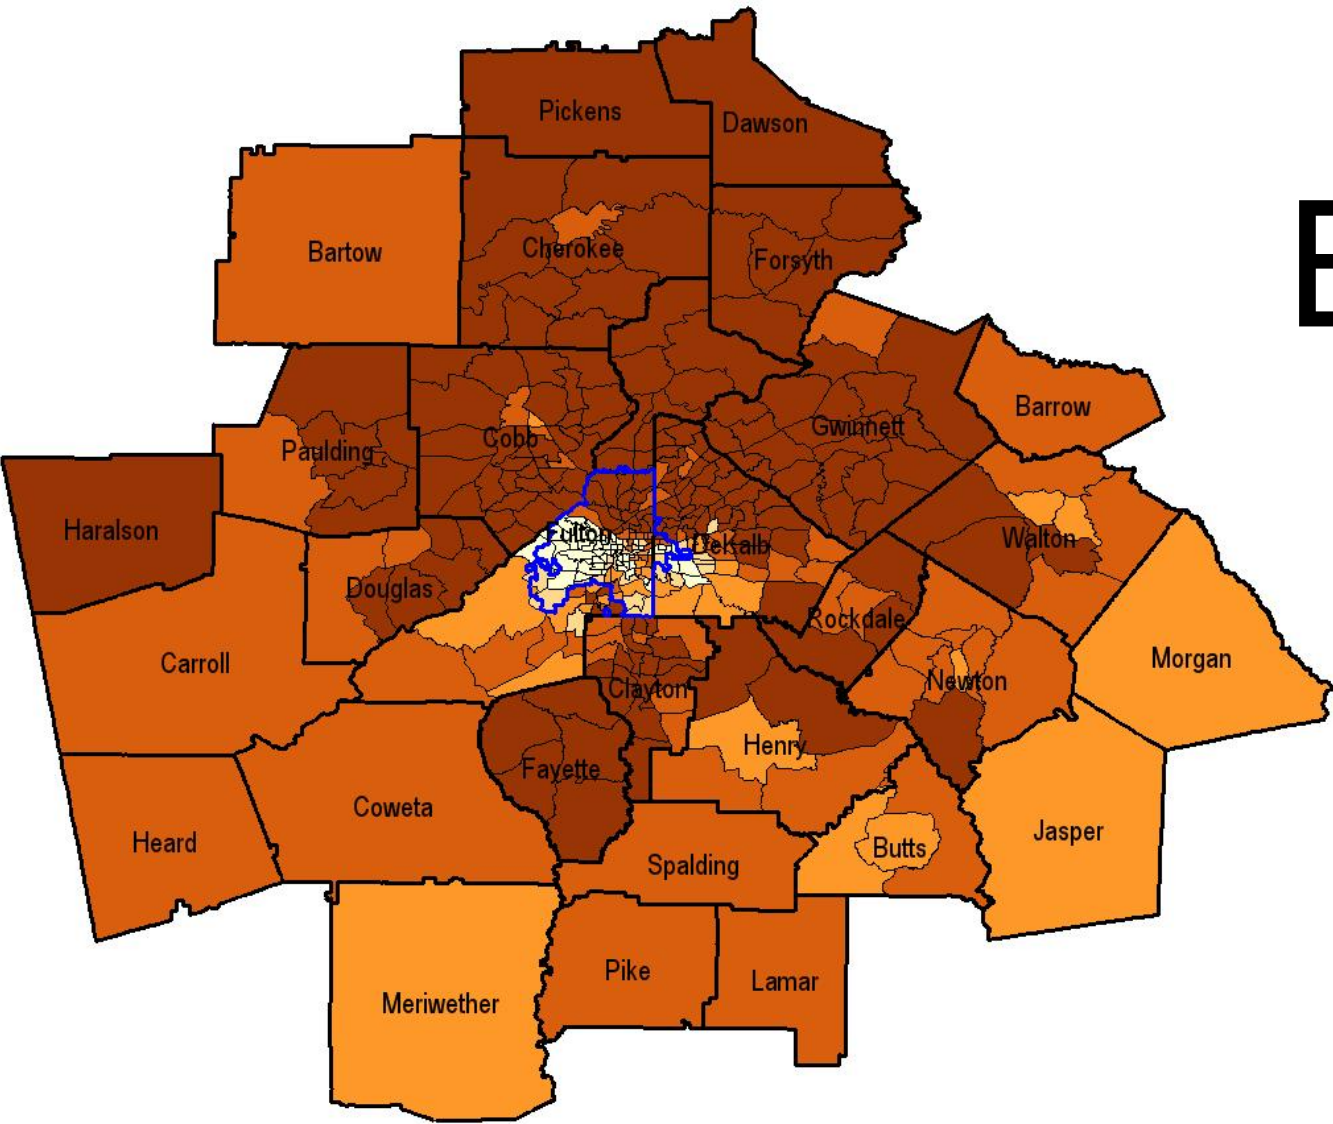 Pickens
Dawson
E
Bartow
Cherokee
Forsyth
Barrow
Gwinnett
Cobb
Paulding
Haralson
Fulton
DeKalb
Walton
Douglas
Rockdale
Carroll
Morgan
Newton
Clayton
Henry
Fayette
Coweta
Jasper
Heard
Butts
Spalding
Pike
Lamar
Meriwether